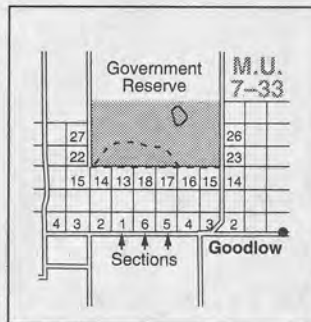 Government
Reserve
M.U.
7–33
27
26
22
23
15 14 13 18 17 16 15 14
4 3 2 1 6 5 4 3 2
Goodlow
Sections